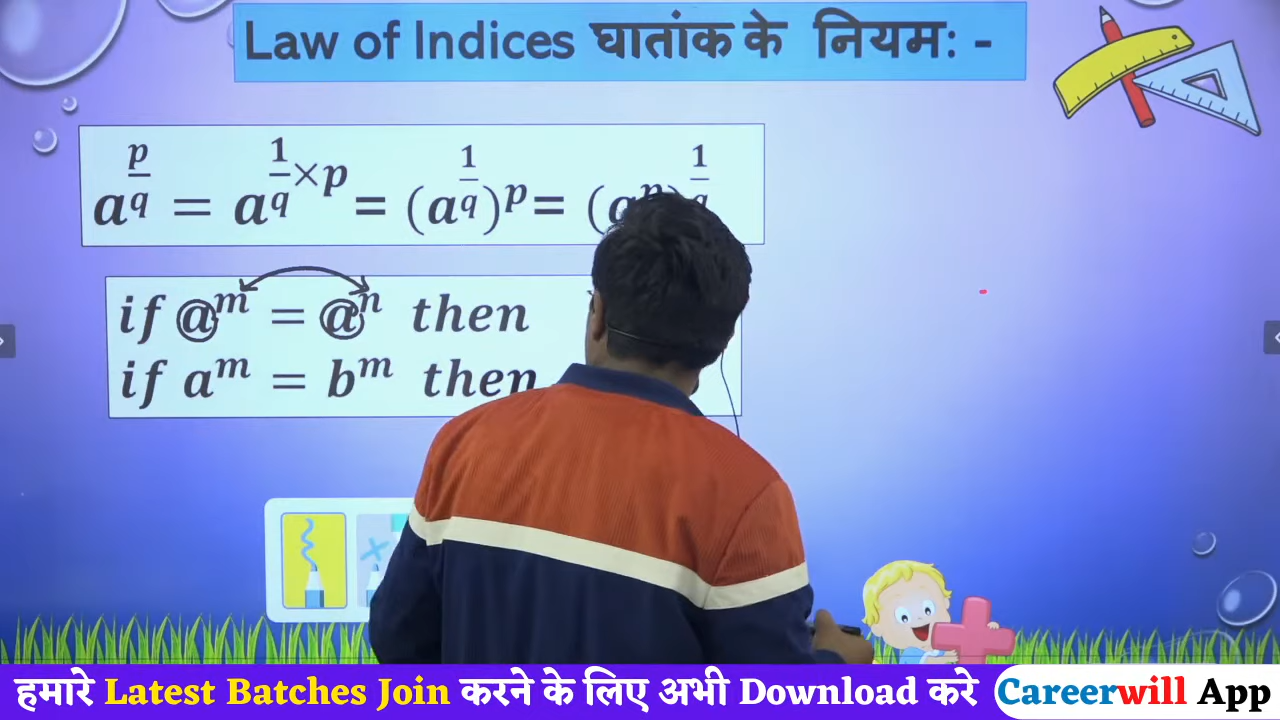 Law of Indices घातांक के नियम: -
a^(p/q) = a^(1/q × p) = (a^(1/q))^p = (a^p)^(1/q)
if a^m = a^n then
if a^m = b^m then
हमारे Latest Batches Join करने के लिए अभी Download करे Careerwill App